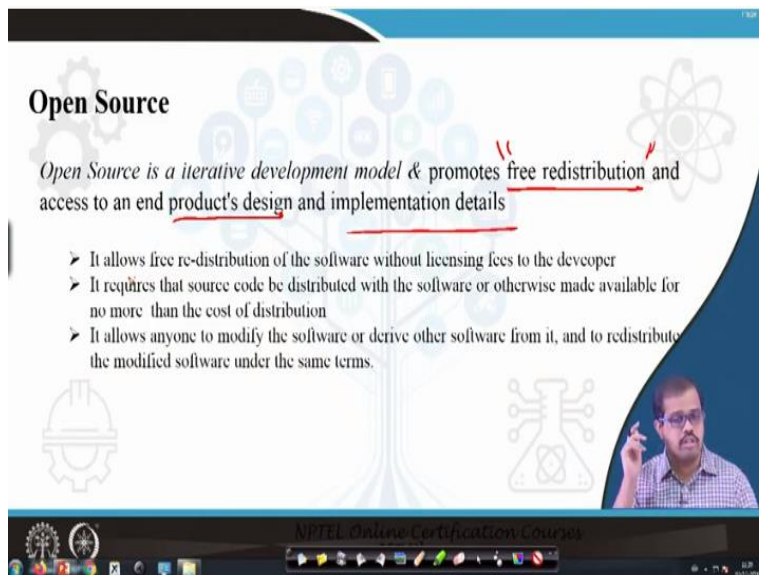 Open Source
Open Source is a iterative development model & promotes "free redistribution" and
access to an end product's design and implementation details
➤ It allows free re-distribution of the software without licensing fees to the deveoper
➤ It requires that source code be distributed with the software or otherwise made available for
no more than the cost of distribution
➤ It allows anyone to modify the software or derive other software from it, and to redistribute
the modified software under the same terms.
NPTEL Online Certification Courses